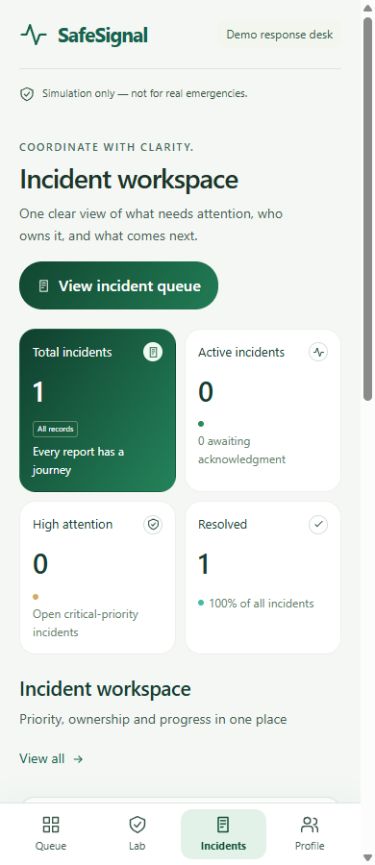 SafeSignal
Demo response desk
Simulation only — not for real emergencies.
COORDINATE WITH CLARITY.
Incident workspace
One clear view of what needs attention, who
owns it, and what comes next.
View incident queue
Total incidents
1
All records
Every report has a
journey
Active incidents
0
0 awaiting
acknowledgment
High attention
0
Open critical-priority
incidents
Resolved
1
100% of all incidents
Incident workspace
Priority, ownership and progress in one place
View all →
Queue
Lab
Incidents
Profile